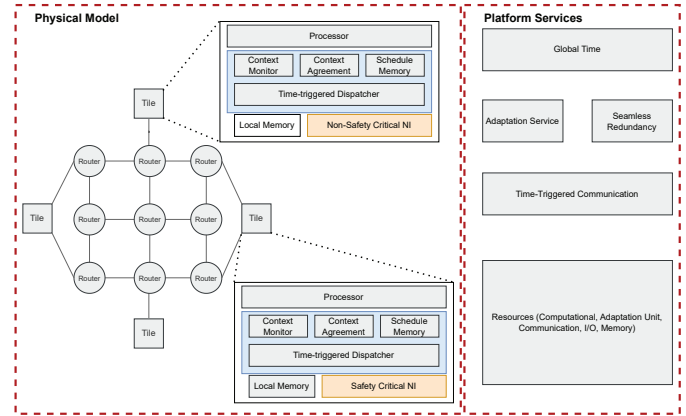 Physical Model
Processor
Context
Monitor
Context
Agreement
Schedule
Memory
Time-triggered Dispatcher
Local Memory
Non-Safety Critical NI
Tile
Router
Router
Router
Tile
Router
Router
Router
Tile
Router
Router
Router
Tile
Processor
Context
Monitor
Context
Agreement
Schedule
Memory
Time-triggered Dispatcher
Local Memory
Safety Critical NI
Platform Services
Global Time
Adaptation Service
Seamless
Redundancy
Time-Triggered Communication
Resources (Computational, Adaptation Unit,
Communication, I/O, Memory)